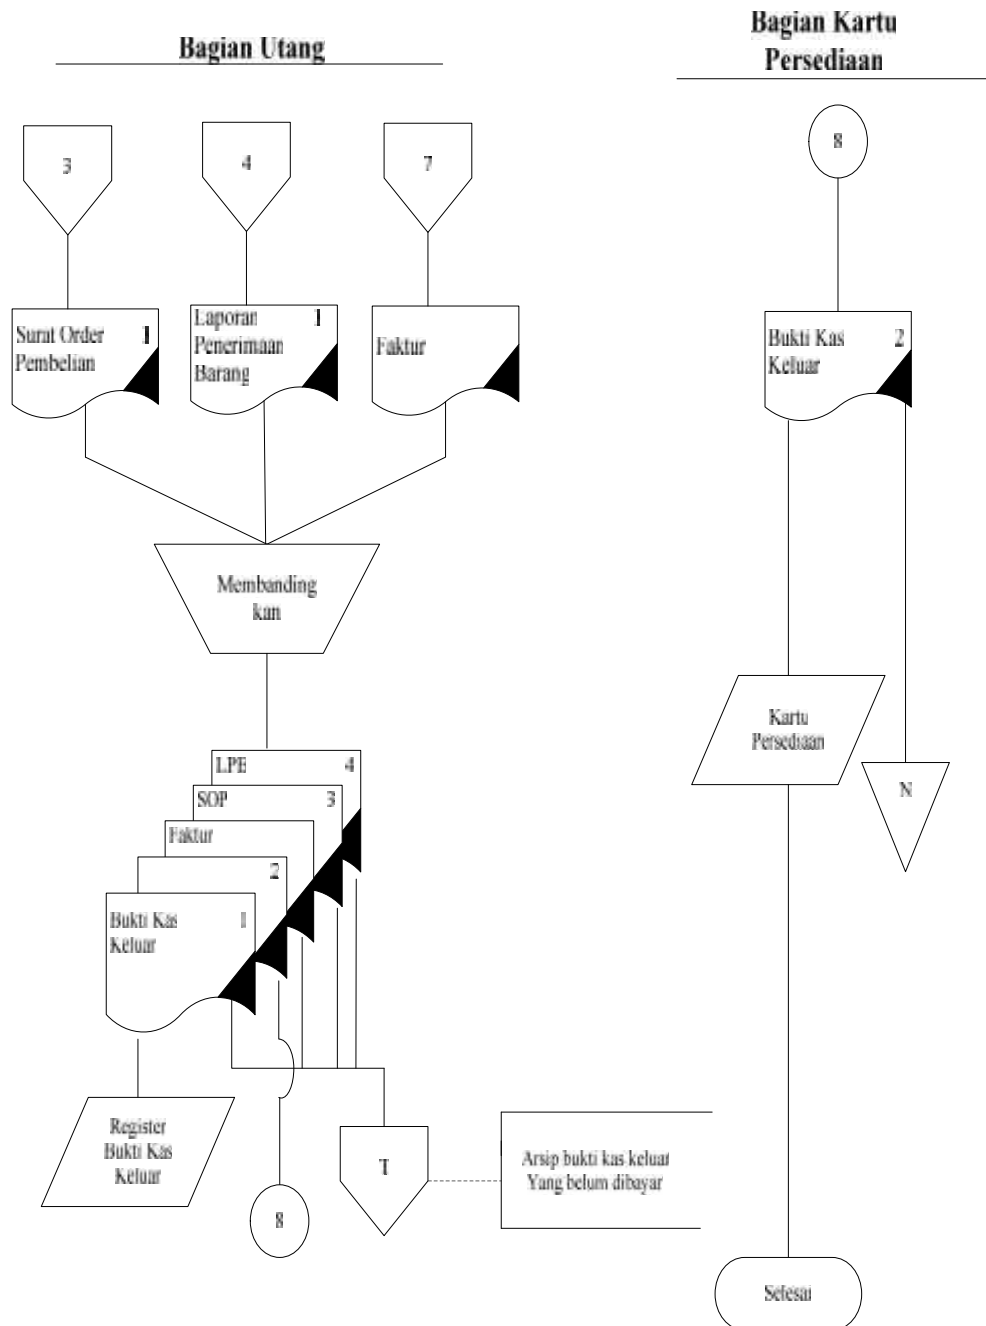 Bagian Utang
Bagian Kartu
Persediaan
3
4
7
8
Surat Order 1
Pembelian
Laporan 1
Penerimaan
Barang
Faktur
Bukti Kas 2
Keluar
Membanding
kan
Kartu
Persediaan
N
LPB 4
SOP 3
Faktur
2
Bukti Kas 1
Keluar
Register
Bukti Kas
Keluar
8
T
Arsip bukti kas keluar
Yang belum dibayar
Selesai